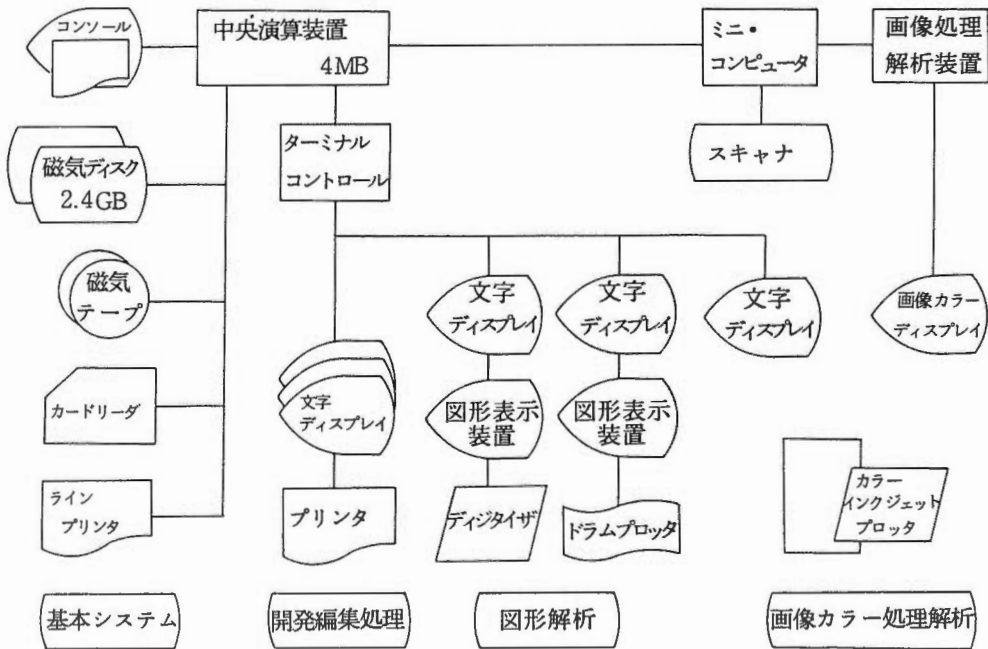 コンソール
中央演算装置
4MB
ミニ・
コンピュータ
画像処理
解析装置
ターミナル
コントロール
スキャナ
磁気ディスク
2.4GB
磁気
テープ
文字
ディスプレイ
文字
ディスプレイ
文字
ディスプレイ
画像カラー
ディスプレイ
カードリーダ
文字
ディスプレイ
図形表示
装置
図形表示
装置
ライン
プリンタ
プリンタ
ディジタイザ
ドラムプロッタ
カラー
インクジェット
プロッタ
基本システム
開発編集処理
図形解析
画像カラー処理解析